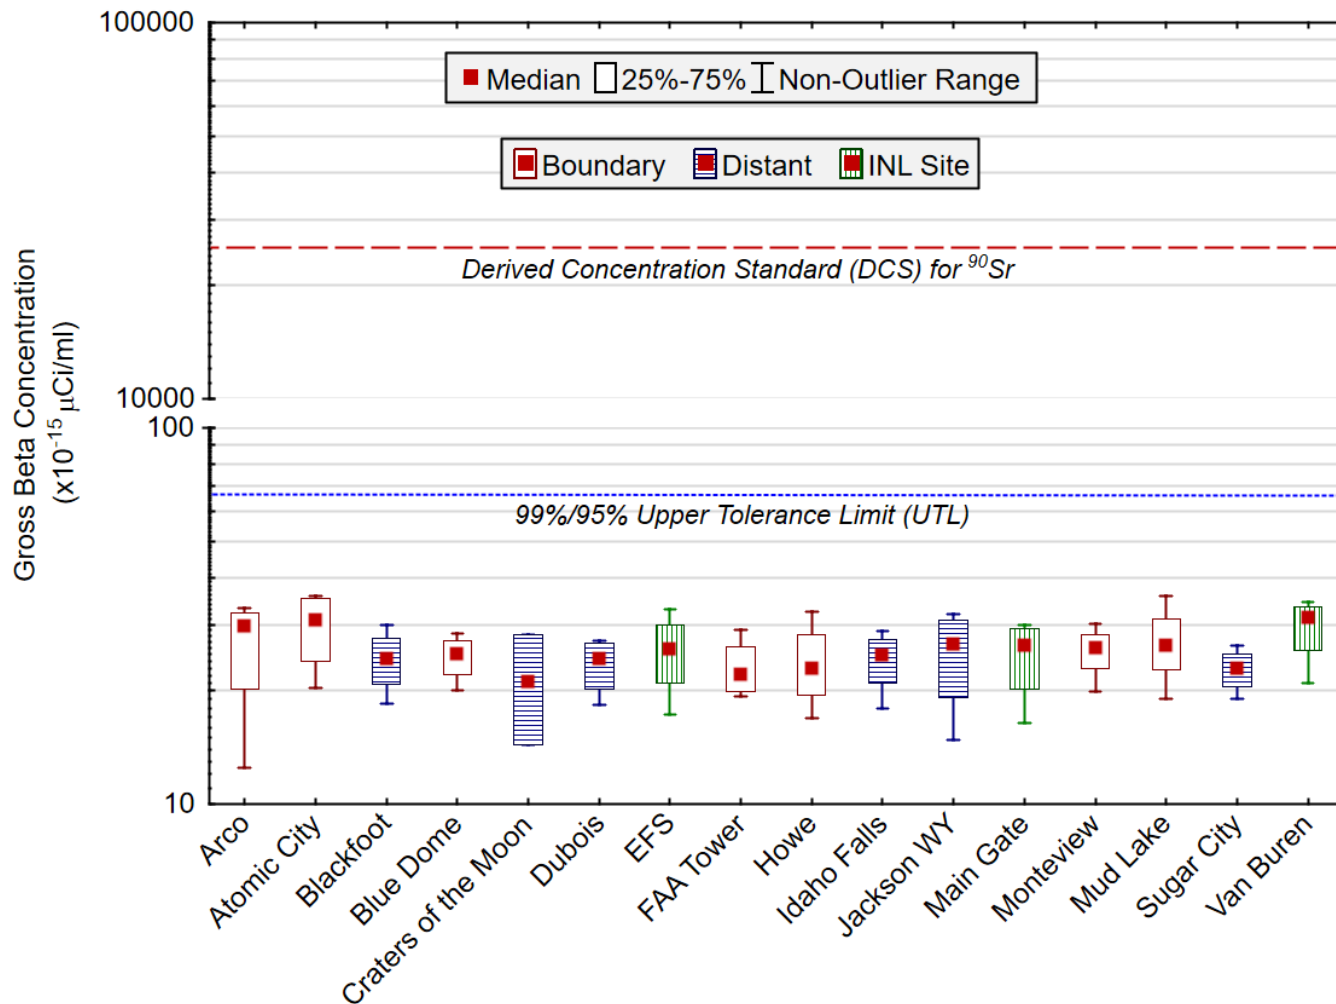 100000
Median 25%-75% Non-Outlier Range
Boundary Distant INL Site
Derived Concentration Standard (DCS) for ⁹⁰Sr
Gross Beta Concentration
(x10⁻¹⁵ μCi/ml)
10000
100
99%/95% Upper Tolerance Limit (UTL)
10
Arco
Atomic City
Blackfoot
Blue Dome
Craters of the Moon
Dubois
EFS
FAA Tower
Howe
Idaho Falls
Jackson WY
Main Gate
Monteview
Mud Lake
Sugar City
Van Buren